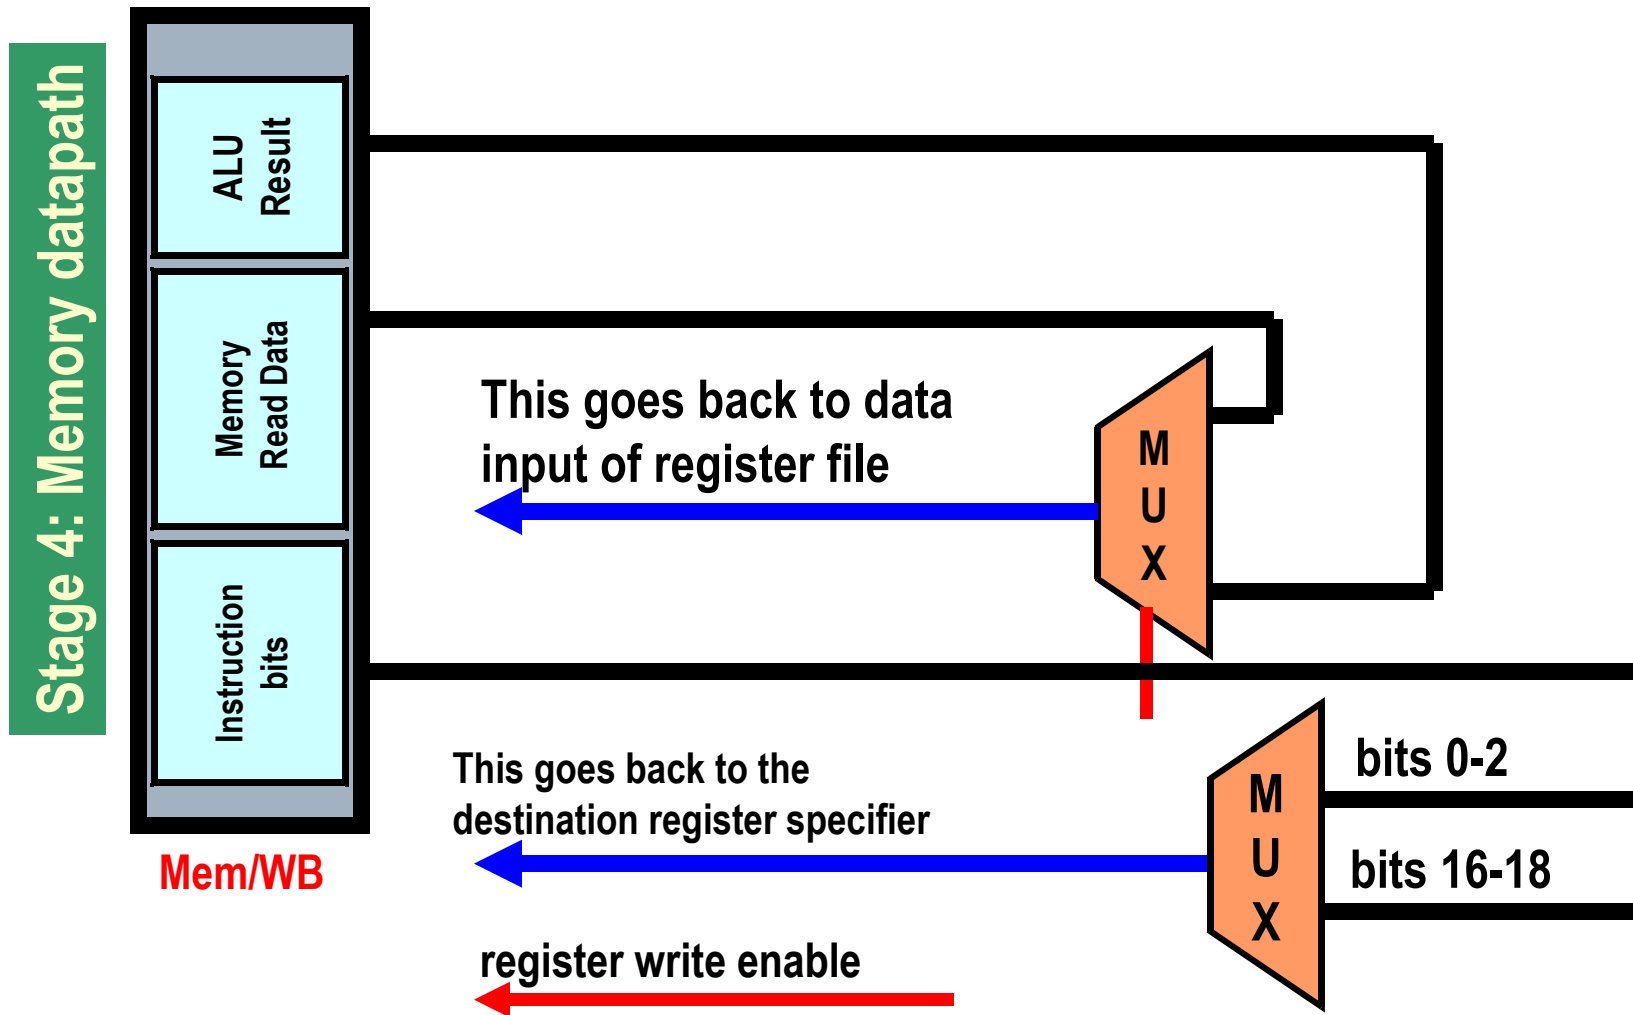 Stage 4: Memory datapath
ALU
Result
Memory
Read Data
Instruction
bits
Mem/WB
This goes back to data
input of register file
M
U
X
This goes back to the
destination register specifier
M
U
X
bits 0-2
bits 16-18
register write enable